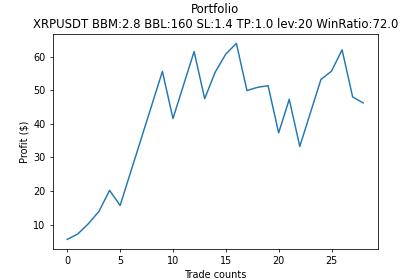 Portfolio
XRPUSDT BBM:2.8 BBL:160 SL:1.4 TP:1.0 lev:20 WinRatio:72.0
60
50
40
30
20
10
Profit ($)
0 5 10 15 20 25
Trade counts